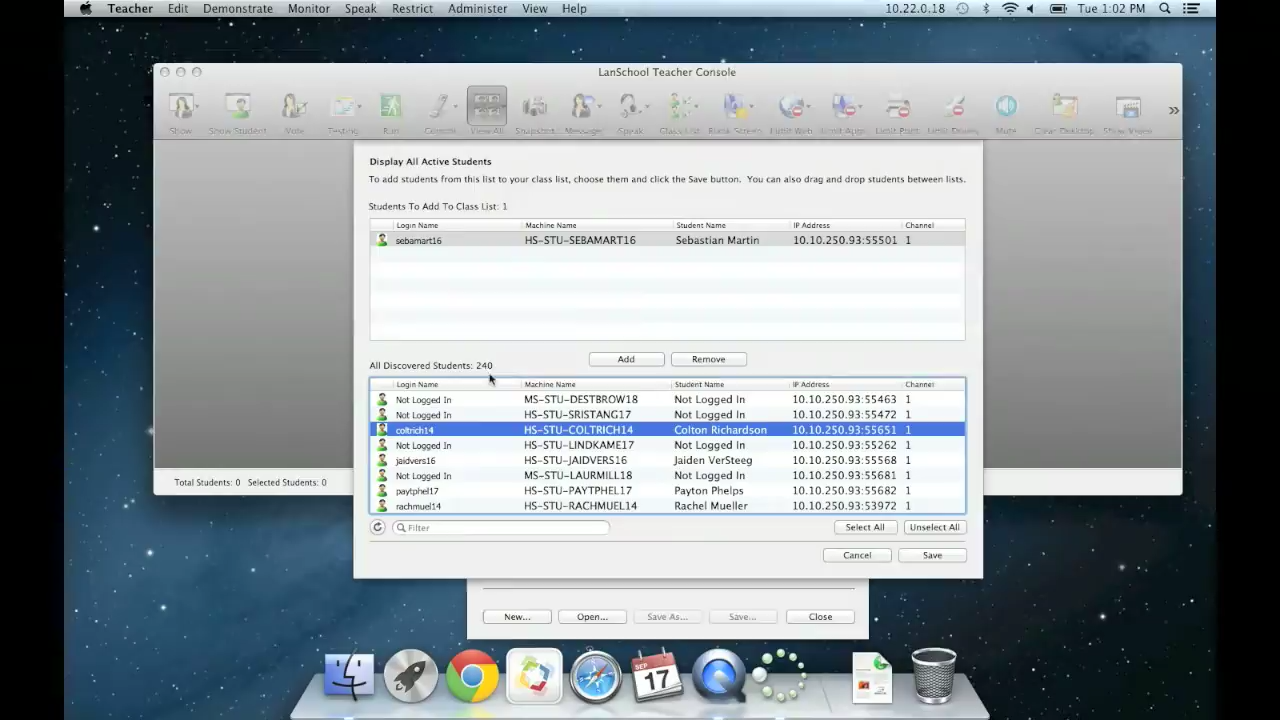 Teacher Edit Demonstrate Monitor Speak Restrict Administer View Help 10.22.0.18 Tue 1:02 PM
LanSchool Teacher Console
Show Show Student Vote Testing Run Console View All Snapshot Message Speak Class List Blank Screen Limit Web Limit Apps Limit Print Limit Drives Mute Clear Desktop Show Video »
Display All Active Students
To add students from this list to your class list, choose them and click the Save button. You can also drag and drop students between lists.
Students To Add To Class List: 1
Login Name Machine Name Student Name IP Address Channel
sebamart16 HS-STU-SEBAMART16 Sebastian Martin 10.10.250.93:55501 1
Add Remove
All Discovered Students: 240
Login Name Machine Name Student Name IP Address Channel
Not Logged In MS-STU-DESTBROW18 Not Logged In 10.10.250.93:55463 1
Not Logged In HS-STU-SRISTANG17 Not Logged In 10.10.250.93:55472 1
coltrich14 HS-STU-COLTRICH14 Colton Richardson 10.10.250.93:55651 1
Not Logged In HS-STU-LINDKAME17 Not Logged In 10.10.250.93:55262 1
jaidvers16 HS-STU-JAIDVERS16 Jaiden VerSteeg 10.10.250.93:55568 1
Not Logged In MS-STU-LAURMILL18 Not Logged In 10.10.250.93:55681 1
paytphel17 HS-STU-PAYTPHEL17 Payton Phelps 10.10.250.93:55682 1
rachmuel14 HS-STU-RACHMUEL14 Rachel Mueller 10.10.250.93:53972 1
Filter Select All Unselect All
Total Students: 0 Selected Students: 0
Cancel Save
New... Open... Save As... Save... Close
SEP
17